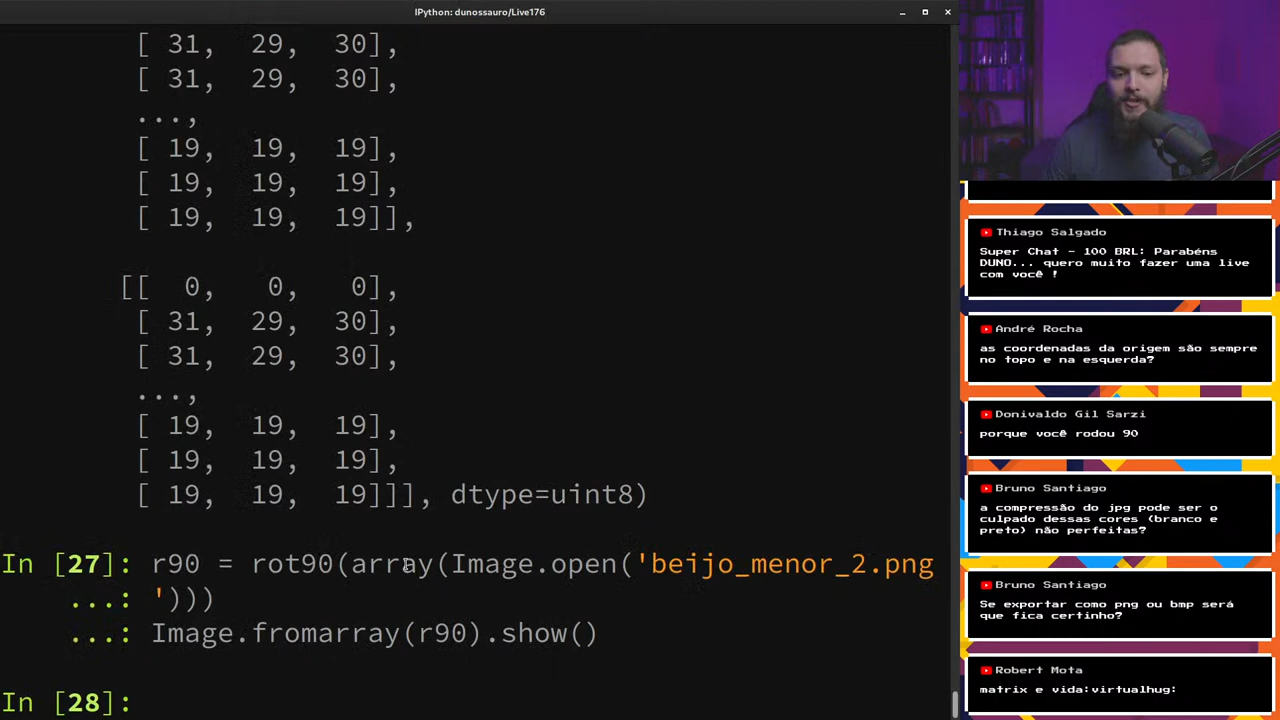 IPython: dunossauro/Live176
[ 31, 29, 30],
[ 31, 29, 30],
...,
[ 19, 19, 19],
[ 19, 19, 19],
[ 19, 19, 19]],
[[ 0, 0, 0],
[ 31, 29, 30],
[ 31, 29, 30],
...,
[ 19, 19, 19],
[ 19, 19, 19],
[ 19, 19, 19]]], dtype=uint8)
In [27]: r90 = rot90(array(Image.open('beijo_menor_2.png
...: ')))
...: Image.fromarray(r90).show()
In [28]:
Thiago Salgado
Super Chat - 100 BRL: Parabéns
DUNO... quero muito fazer uma live
com você !
André Rocha
as coordenadas da origem são sempre
no topo e na esquerda?
Donivaldo Gil Sarzi
porque você rodou 90
Bruno Santiago
a compressão do jpg pode ser o
culpado dessas cores (branco e
preto) não perfeitas?
Bruno Santiago
Se exportar como png ou bmp será
que fica certinho?
Robert Mota
matrix e vida:virtualhug: